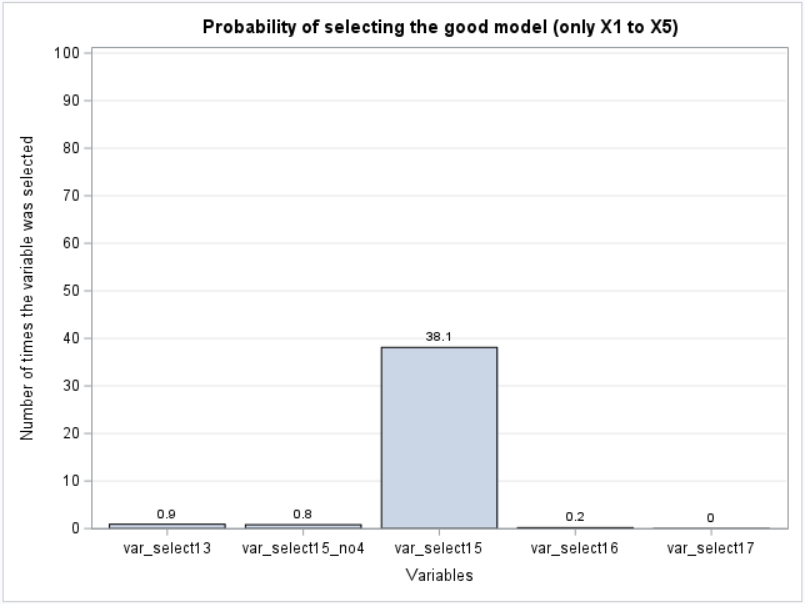 Probability of selecting the good model (only X1 to X5)
Number of times the variable was selected
100
90
80
70
60
50
40
30
20
10
0
0.9
0.8
38.1
0.2
0
var_select13
var_select15_no4
var_select15
var_select16
var_select17
Variables